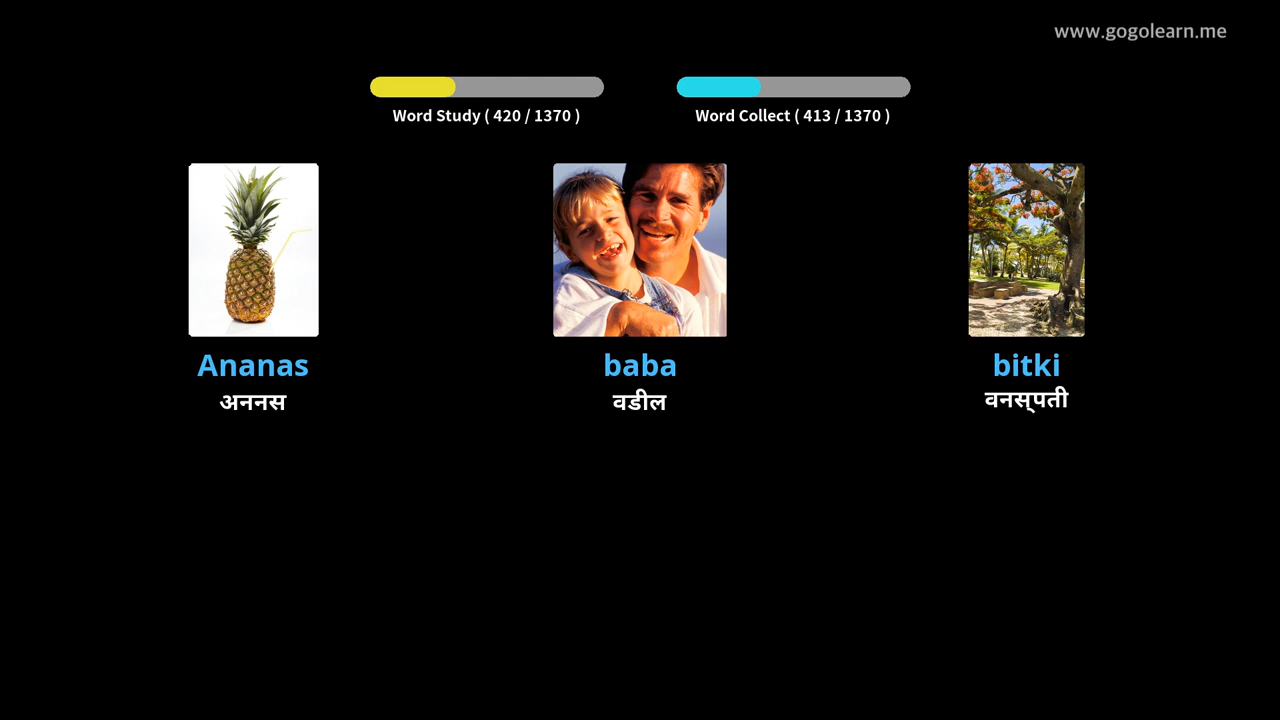 www.gogolearn.me
Word Study ( 420 / 1370 )
Word Collect ( 413 / 1370 )
Ananas
baba
bitki
अननस
वडील
वनस्‌पती